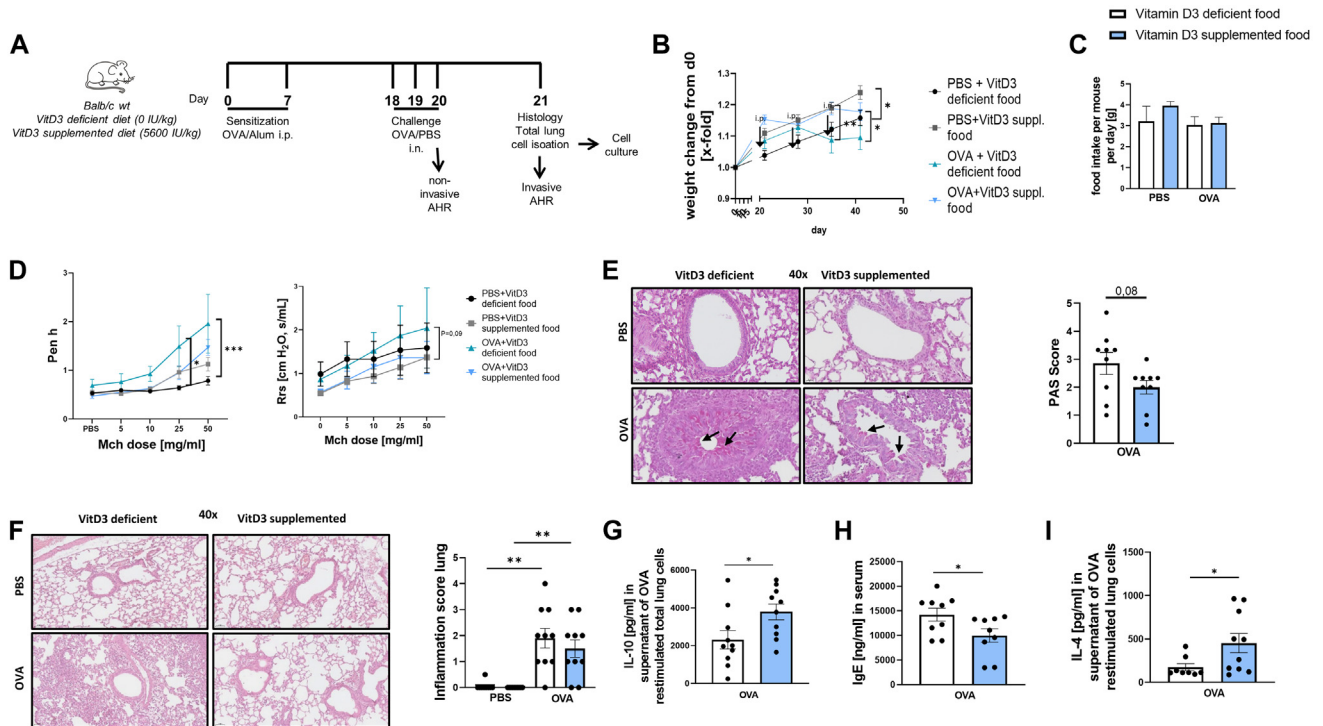 Vitamin D3 deficient food
Vitamin D3 supplemented food
A
Balb/c wt
VitD3 deficient diet (0 IU/kg)
VitD3 supplemented diet (5600 IU/kg)
Day
0
7
18
19
20
21
Sensitization
OVA/Alum i.p.
Challenge
OVA/PBS
i.n.
non-
invasive
AHR
Histology
Total lung
cell isoation
Invasive
AHR
Cell
culture
B
weight change from d0
[x-fold]
1.3
1.2
1.1
1.0
0.9
i.p.
i.p.
i.p.
**
*
*
20
30
40
50
day
PBS + VitD3
deficient food
PBS+VitD3 suppl.
food
OVA + VitD3
deficient food
OVA+VitD3 suppl.
food
C
food intake per mouse
per day [g]
5
4
3
2
1
0
PBS
OVA
D
Pen h
3
2
1
0
PBS
5
10
25
50
*
***
Mch dose [mg/ml]
Rrs [cm H2O, s/mL]
3
2
1
0
0
5
10
25
50
P=0,09
Mch dose [mg/ml]
PBS+VitD3
deficient food
PBS+VitD3
supplemented food
OVA+VitD3
deficient food
OVA+VitD3
supplemented food
E
VitD3 deficient
40x
VitD3 supplemented
PBS
OVA
PAS Score
5
4
3
2
1
0
0,08
OVA
F
VitD3 deficient
40x
VitD3 supplemented
PBS
OVA
Inflammation score lung
5
4
3
2
1
0
**
**
PBS
OVA
G
IL-10 [pg/ml] in
supernatant of OVA
restimulated total lung cells
6000
4000
2000
0
*
OVA
H
IgE [ng/ml] in serum
25000
20000
15000
10000
5000
0
*
OVA
I
IL-4 [pg/ml] in
supernatant of OVA
restimulated lung cells
1500
1000
500
0
*
OVA